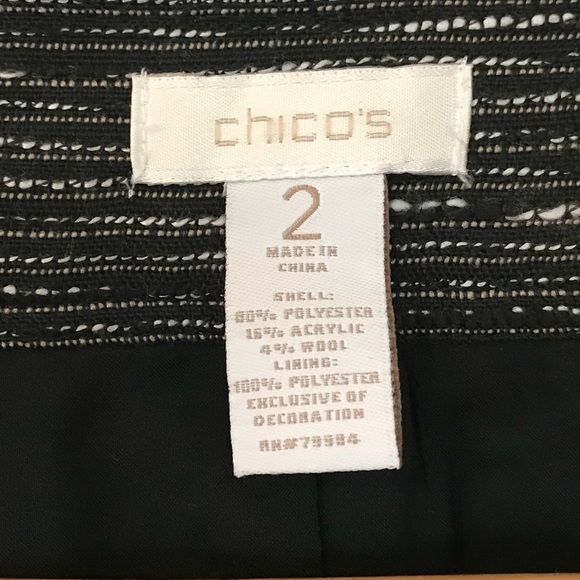 chico's
2
MADE IN
CHINA
SHELL:
80% POLYESTER
16% ACRYLIC
4% WOOL
LINING:
100% POLYESTER
EXCLUSIVE OF
DECORATION
RN#79984